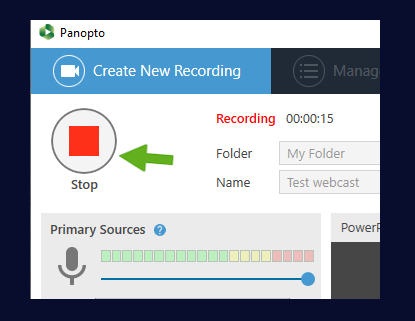 Panopto
Create New Recording
Manag
Recording 00:00:15
Folder My Folder
Name Test webcast
Stop
Primary Sources ?
PowerP